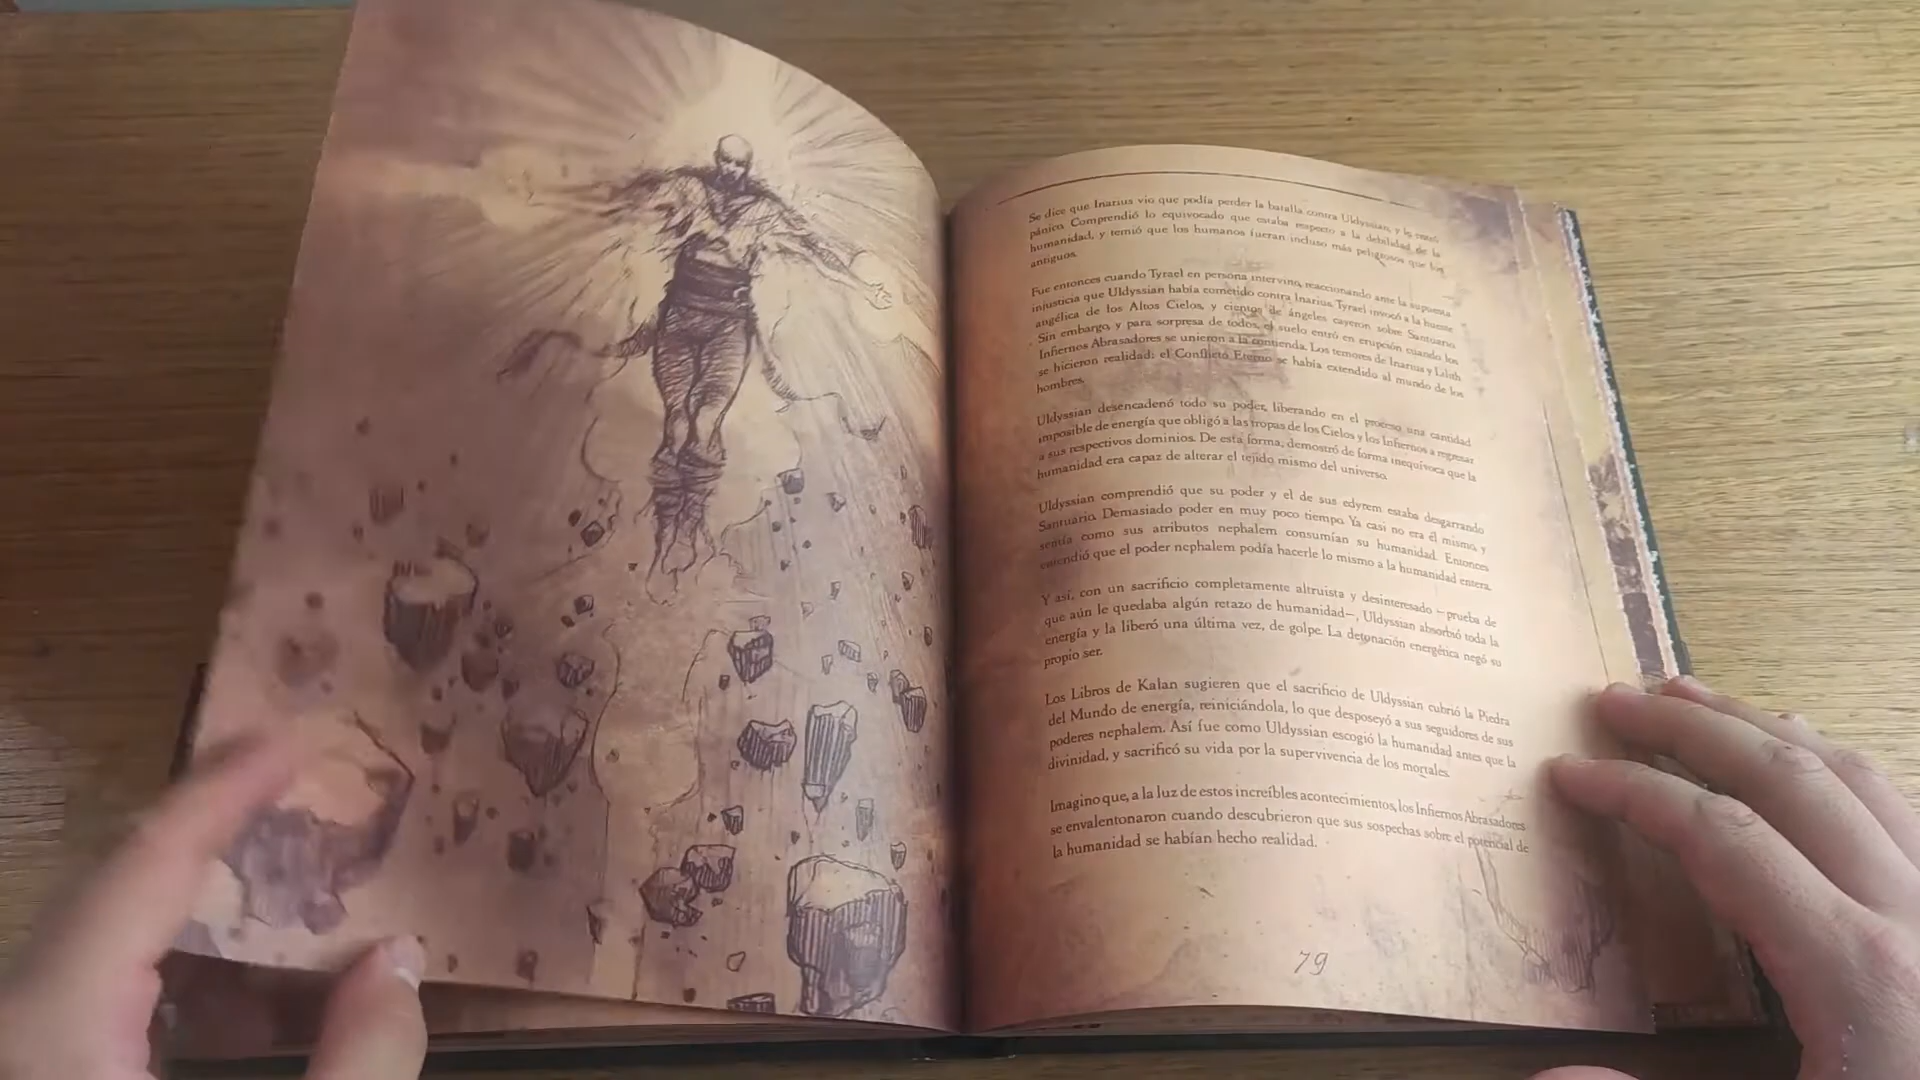 Se dice que Inarius vio que podía perder la batalla contra Uldyssian, y le entró
pánico. Comprendió lo equivocado que estaba respecto a la debilidad de la
humanidad, y temió que los humanos fueran incluso más peligrosos que los
antiguos.
Fue entonces cuando Tyrael en persona intervino, reaccionando ante la supuesta
injusticia que Uldyssian había cometido contra Inarius. Tyrael invocó a la hueste
angélica de los Altos Cielos, y cientos de ángeles cayeron sobre Santuario.
Sin embargo, y para sorpresa de todos, el suelo entró en erupción cuando los
Infiernos Abrasadores se unieron a la contienda. Los temores de Inarius y Lilith
se hicieron realidad: el Conflicto Eterno se había extendido al mundo de los
hombres.
Uldyssian desencadenó todo su poder, liberando en el proceso una cantidad
imposible de energía que obligó a las tropas de los Cielos y los Infiernos a regresar
a sus respectivos dominios. De esta forma, demostró de forma inequívoca que la
humanidad era capaz de alterar el tejido mismo del universo.
Uldyssian comprendió que su poder y el de sus edyrem estaba desgarrando
Santuario. Demasiado poder en muy poco tiempo. Ya casi no era él mismo, y
sentía como sus atributos nephalem consumían su humanidad. Entonces
entendió que el poder nephalem podía hacerle lo mismo a la humanidad entera.
Y así, con un sacrificio completamente altruista y desinteresado —prueba de
que aún le quedaba algún retazo de humanidad—, Uldyssian absorbió toda la
energía y la liberó una última vez, de golpe. La detonación energética negó su
propio ser.
Los Libros de Kalan sugieren que el sacrificio de Uldyssian cubrió la Piedra
del Mundo de energía, reiniciándola, lo que desposeyó a sus seguidores de sus
poderes nephalem. Así fue como Uldyssian escogió la humanidad antes que la
divinidad, y sacrificó su vida por la supervivencia de los mortales.
Imagino que, a la luz de estos increíbles acontecimientos, los Infiernos Abrasadores
se envalentonaron cuando descubrieron que sus sospechas sobre el potencial de
la humanidad se habían hecho realidad.
79